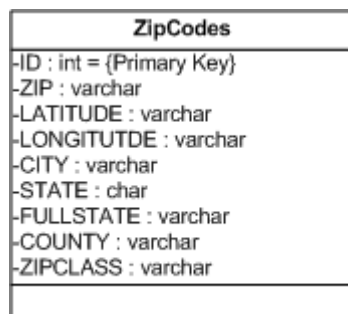 ZipCodes
-ID : int = {Primary Key}
-ZIP : varchar
-LATITUDE : varchar
-LONGITUTDE : varchar
-CITY : varchar
-STATE : char
-FULLSTATE : varchar
-COUNTY : varchar
-ZIPCLASS : varchar